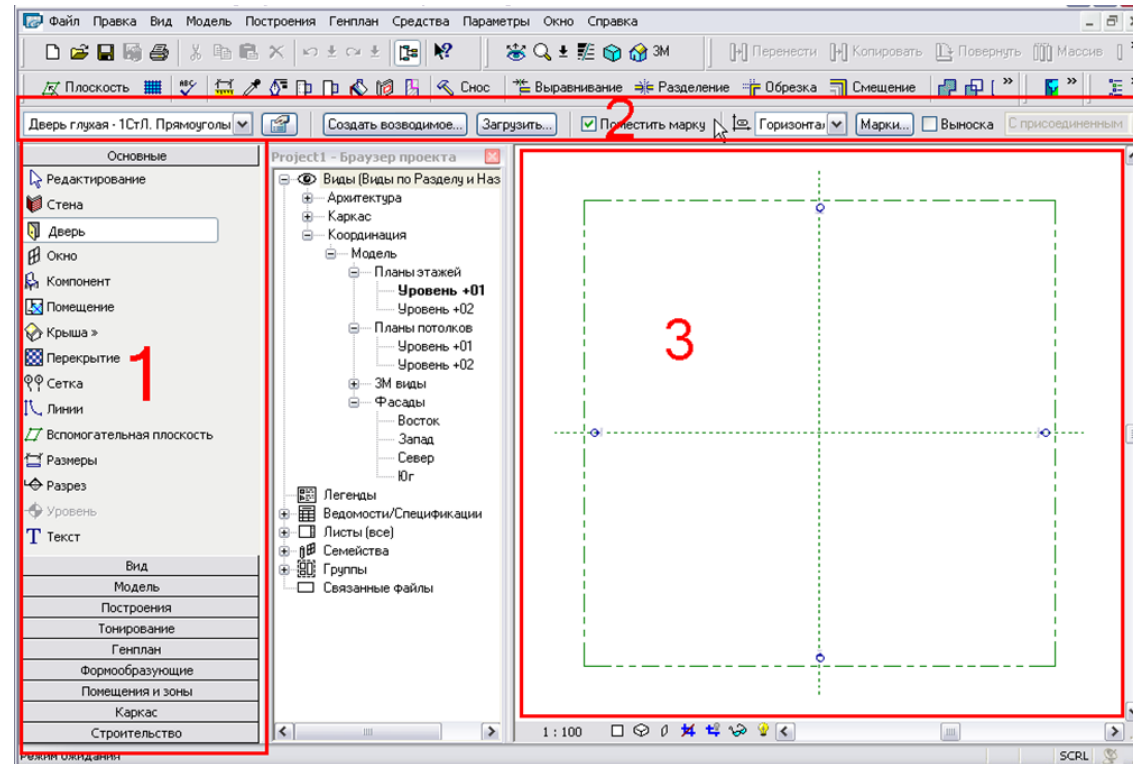 Файл Правка Вид Модель Построения Генплан Средства Параметры Окно Справка
3М Перенести Копировать Повернуть Массив
Плоскость ABC Снос Выравнивание Разделение Обрезка Смещение
Дверь глухая - 1СтЛ. Прямоуголы Создать возводимое... Загрузить... Поместить марку Горизонтал Марки... Выноска С присоединенным
2
Основные
Редактирование
Стена
Дверь
Окно
Компонент
Помещение
Крыша »
Перекрытие
Сетка
Линии
Вспомогательная плоскость
Размеры
Разрез
Уровень
Текст
Вид
Модель
Построения
Тонирование
Генплан
Формообразующие
Помещения и зоны
Каркас
Строительство
1
Project1 - Браузер проекта
Виды (Виды по Разделу и Наз
Архитектура
Каркас
Координация
Модель
Планы этажей
Уровень +01
Уровень +02
Планы потолков
Уровень +01
Уровень +02
3М виды
Фасады
Восток
Запад
Север
Юг
Легенды
Ведомости/Спецификации
Листы (все)
Семейства
Группы
Связанные файлы
3
1 : 100
Режим ожидания SCRL